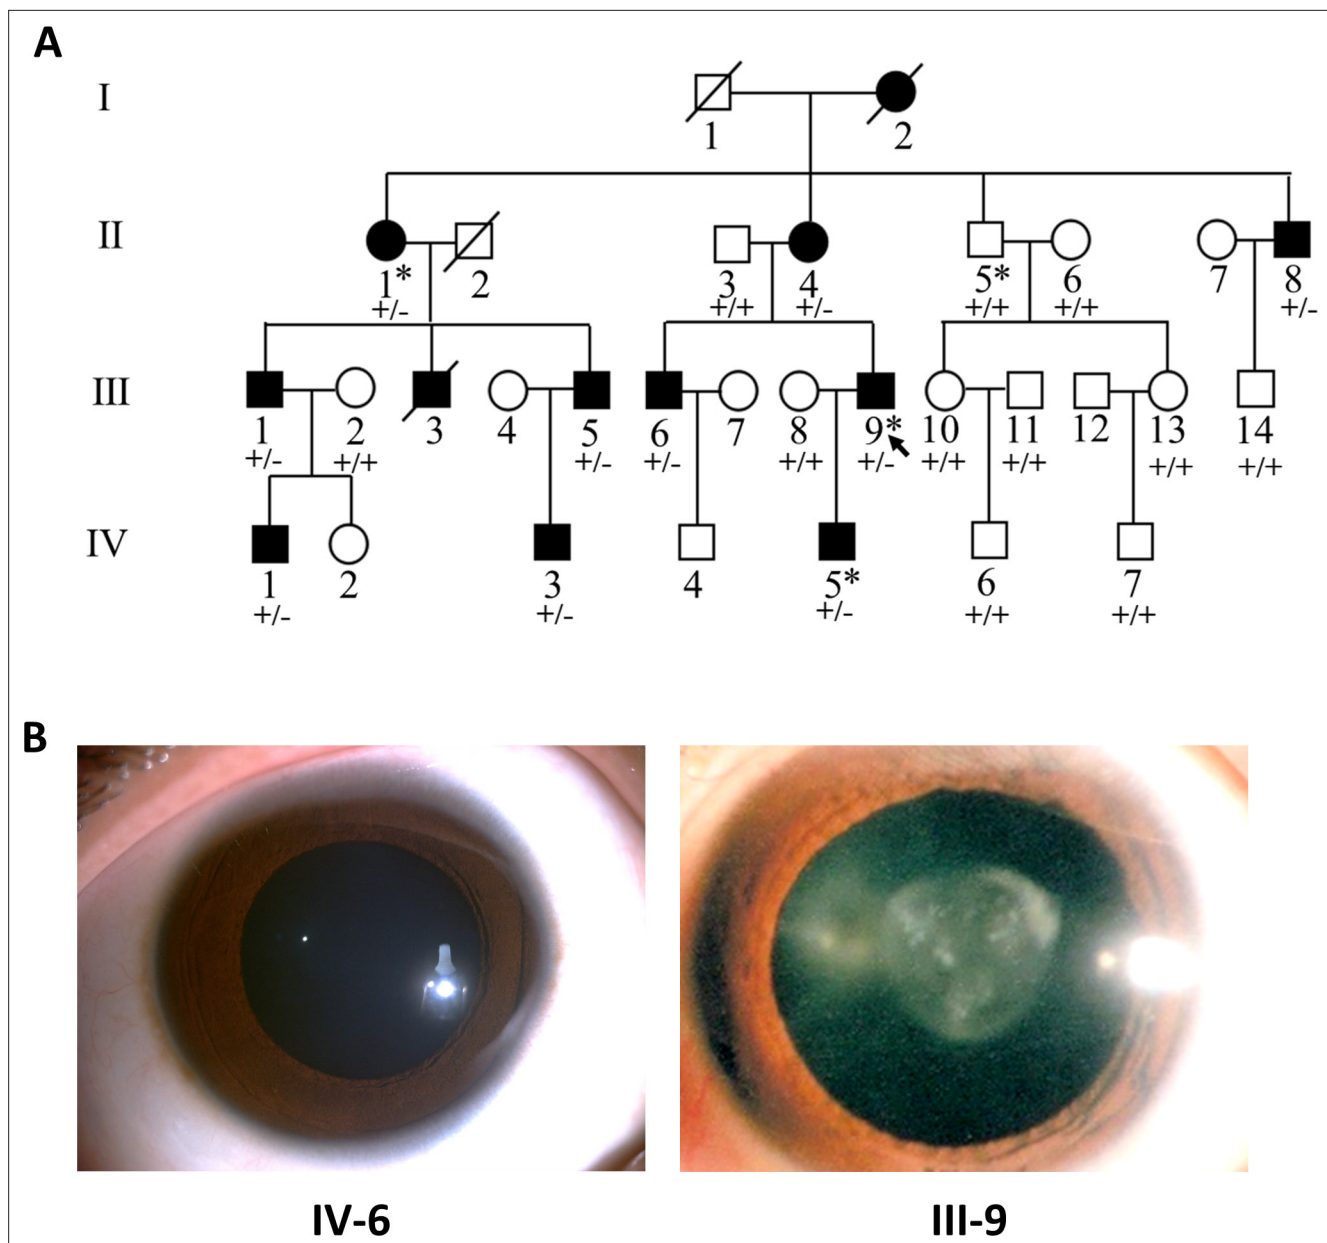 A
I
1 2
II
1* 2 3 4 5* 6 7 8
+/- +/+ +/- +/+ +/+ +/-
III
1 2 3 4 5 6 7 8 9* 10 11 12 13 14
+/- +/+ +/- +/- +/+ +/- +/+ +/+ +/+ +/+
IV
1 2 3 4 5* 6 7
+/- +/- +/- +/+ +/+
B
IV-6 III-9